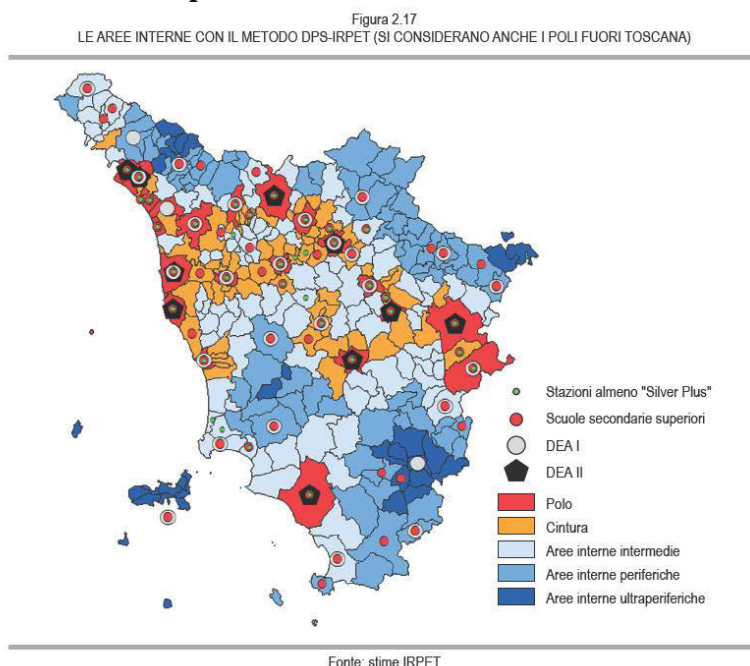 Figura 2.17
LE AREE INTERNE CON IL METODO DPS-IRPET (SI CONSIDERANO ANCHE I POLI FUORI TOSCANA)
Stazioni almeno "Silver Plus"
Scuole secondarie superiori
DEA I
DEA II
Polo
Cintura
Aree interne intermedie
Aree interne periferiche
Aree interne ultraperiferiche
Fonte: stime IRPET